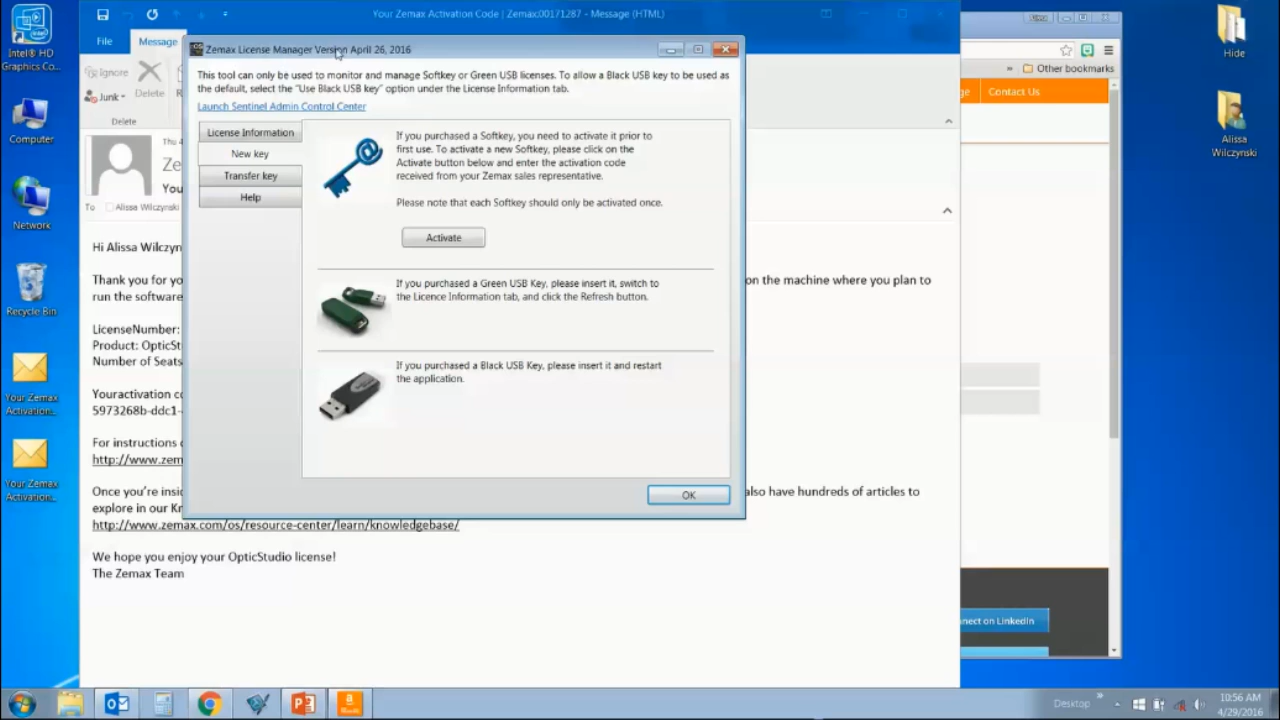 Your Zemax Activation Code | Zemax:00171287 - Message (HTML)
File
Message
Ignore
Junk
Delete
Delete
Zemax License Manager Version April 26, 2016
This tool can only be used to monitor and manage Softkey or Green USB licenses. To allow a Black USB key to be used as
the default, select the "Use Black USB key" option under the License Information tab.
Launch Sentinel Admin Control Center
License Information
New key
Transfer key
Help
If you purchased a Softkey, you need to activate it prior to
first use. To activate a new Softkey, please click on the
Activate button below and enter the activation code
received from your Zemax sales representative.
Please note that each Softkey should only be activated once.
Activate
If you purchased a Green USB Key, please insert it, switch to
the Licence Information tab, and click the Refresh button.
If you purchased a Black USB Key, please insert it and restart
the application.
OK
Thu
Ze
You
To
Alissa Wilczynski
Hi Alissa Wilczyn
Thank you for yo
on the machine where you plan to
run the software
LicenseNumber:
Product: OpticSt
Number of Seats
Youractivation co
5973268b-ddc1-
For instructions
http://www.zem
Once you're insi
also have hundreds of articles to
explore in our Kn
http://www.zemax.com/os/resource-center/learn/knowledgebase/
We hope you enjoy your OpticStudio license!
The Zemax Team
Other bookmarks
ge
Contact Us
nnect on LinkedIn
Intel® HD
Graphics Co...
Computer
Network
Recycle Bin
Your Zemax
Activation...
Your Zemax
Activation...
Hide
Alissa
Wilczynski
Desktop
10:56 AM
4/29/2016